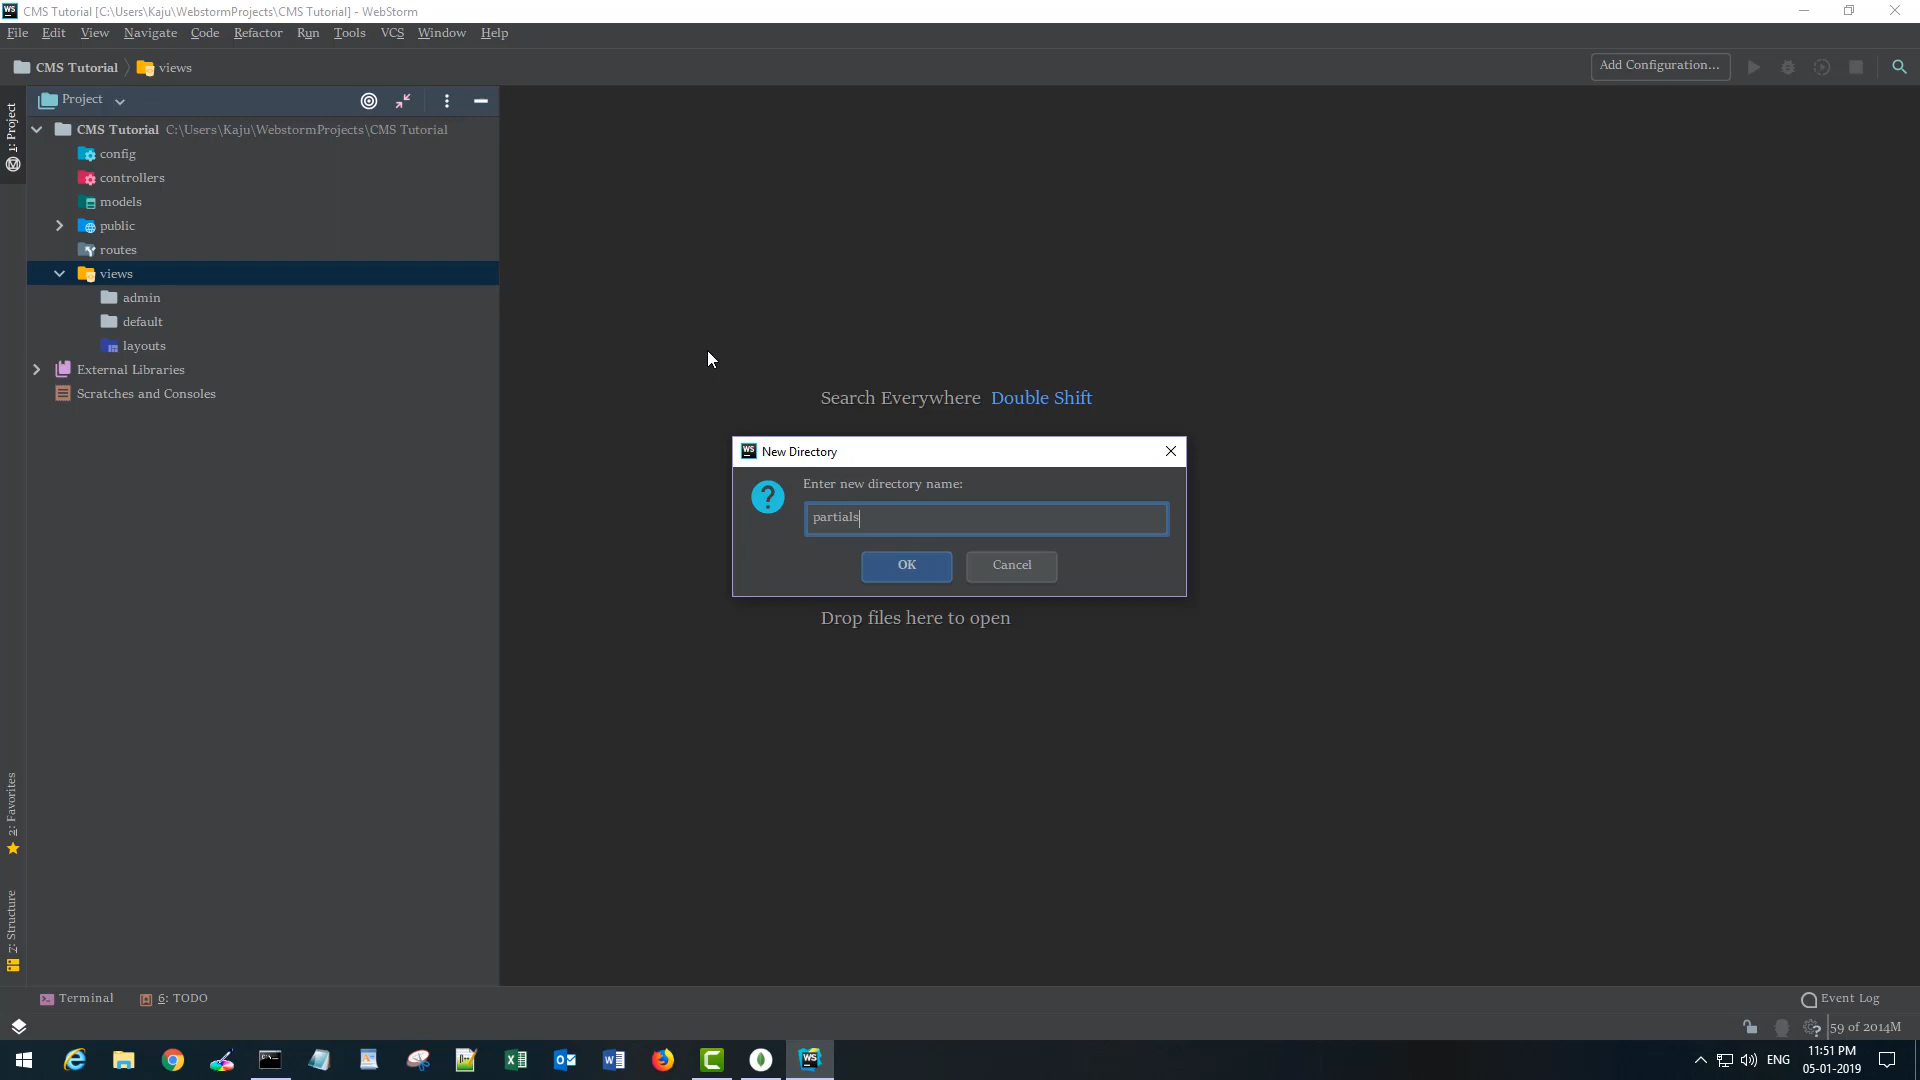 CMS Tutorial [C:\Users\Kaju\WebstormProjects\CMS Tutorial] - WebStorm
File Edit View Navigate Code Refactor Run Tools VCS Window Help
CMS Tutorial views
Add Configuration...
Project
1: Project
CMS Tutorial C:\Users\Kaju\WebstormProjects\CMS Tutorial
config
controllers
models
public
routes
views
admin
default
layouts
External Libraries
Scratches and Consoles
Search Everywhere Double Shift
New Directory
Enter new directory name:
partials
OK Cancel
Drop files here to open
2: Favorites
7: Structure
Terminal 6: TODO
Event Log
59 of 2014M
ENG
11:51 PM
05-01-2019